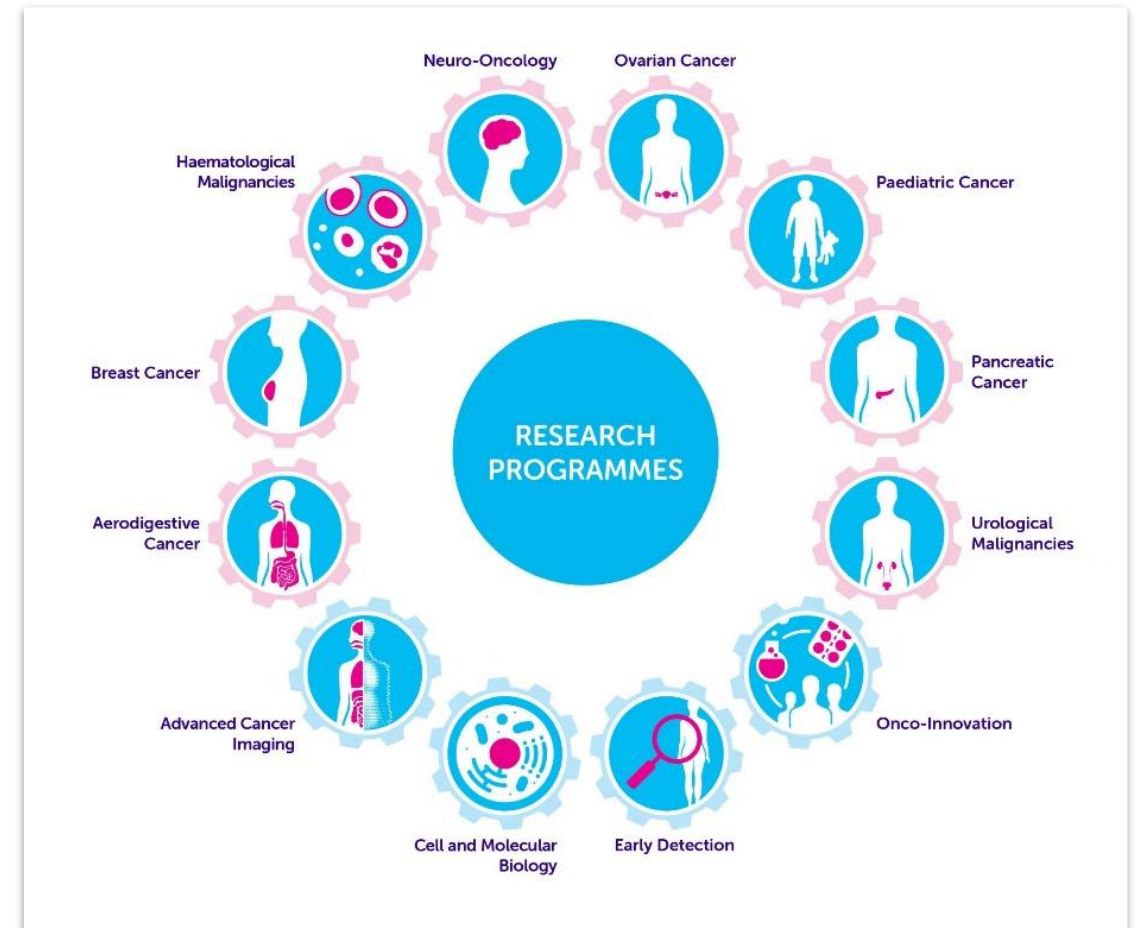 Neuro-Oncology
Ovarian Cancer
Haematological
Malignancies
Paediatric Cancer
Breast Cancer
Pancreatic
Cancer
RESEARCH
PROGRAMMES
Aerodigestive
Cancer
Urological
Malignancies
Advanced Cancer
Imaging
Onco-Innovation
Cell and Molecular
Biology
Early Detection